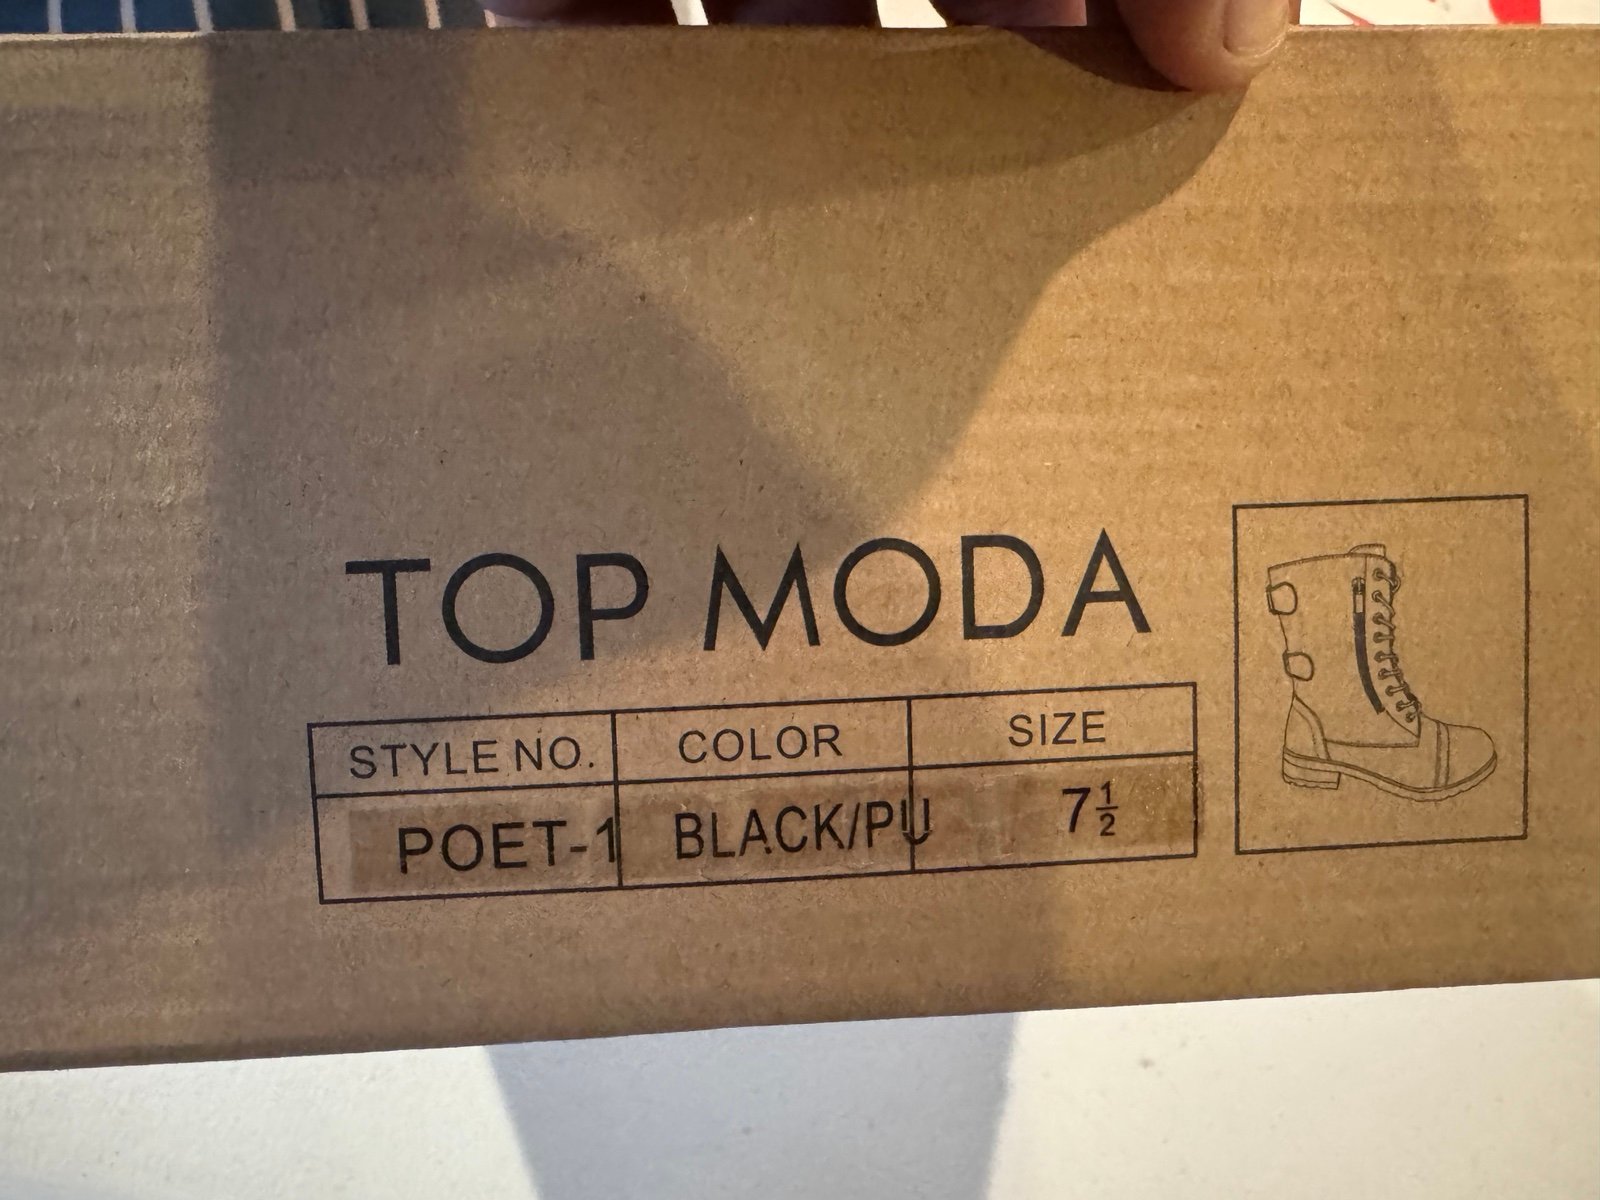 TOP MODA
STYLE NO. COLOR SIZE
POET-1 BLACK/PU 7½